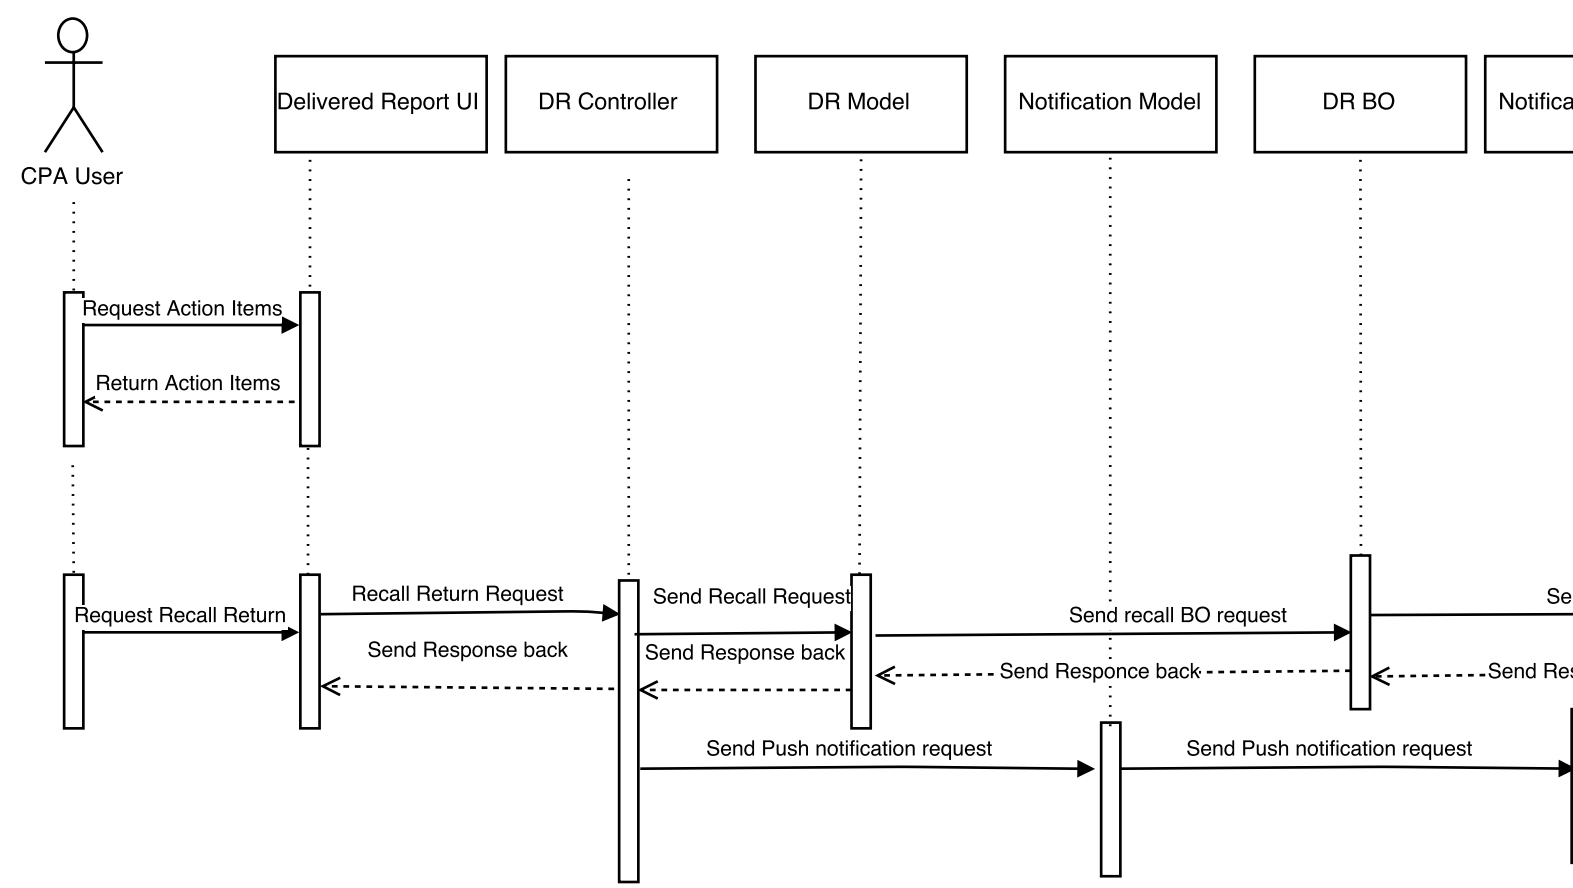 Delivered Report UI
DR Controller
DR Model
Notification Model
DR BO
CPA User
Request Action Items
Return Action Items
Recall Return Request
Send Recall Request
Request Recall Return
Send recall BO request
Send Response back
Send Response back
Send Responce back
Send Push notification request
Send Push notification request